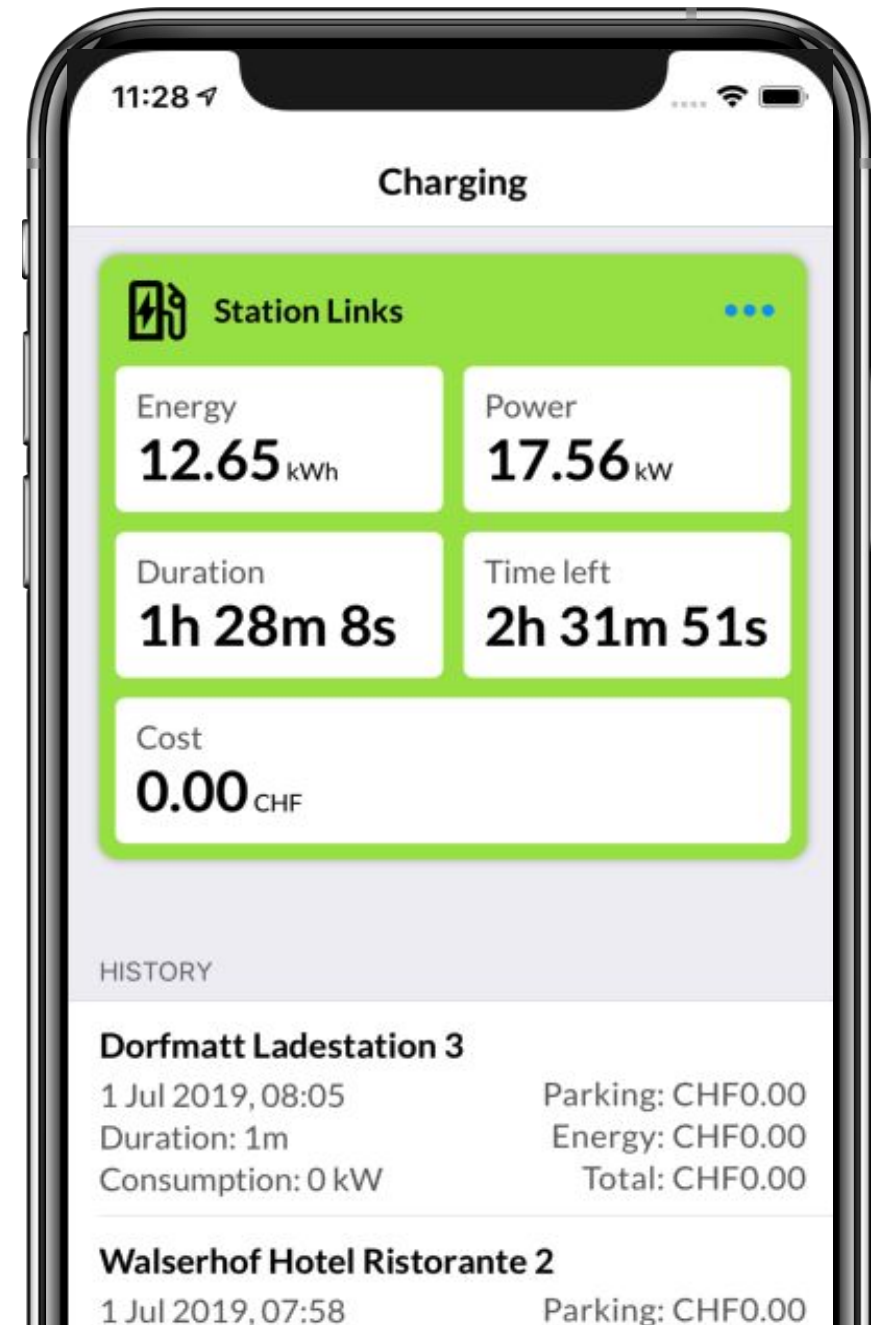 11:28
Charging
Station Links
Energy
12.65 kWh
Power
17.56 kW
Duration
1h 28m 8s
Time left
2h 31m 51s
Cost
0.00 CHF
HISTORY
Dorfmatt Ladestation 3
1 Jul 2019, 08:05
Parking: CHF0.00
Duration: 1m
Energy: CHF0.00
Consumption: 0 kW
Total: CHF0.00
Walserhof Hotel Ristorante 2
1 Jul 2019, 07:58
Parking: CHF0.00